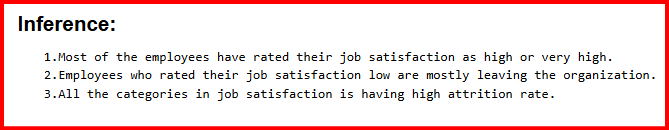 Inference:
1.Most of the employees have rated their job satisfaction as high or very high.
2.Employees who rated their job satisfaction low are mostly leaving the organization.
3.All the categories in job satisfaction is having high attrition rate.